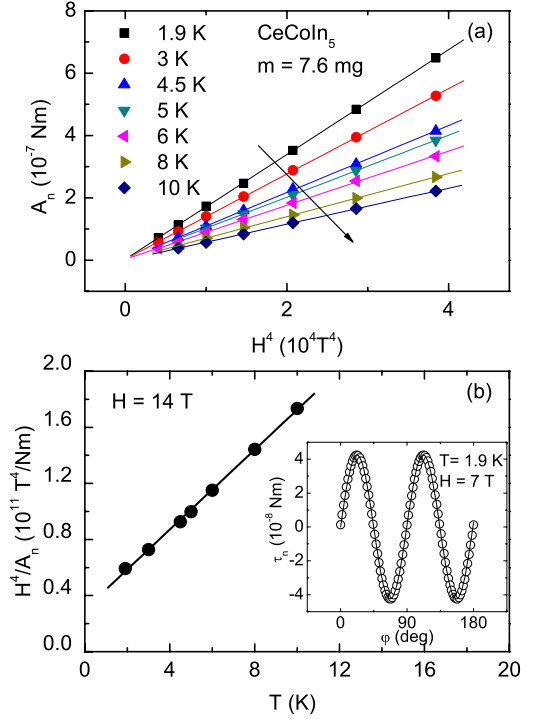 8
6
4
2
0
A_n (10^-7 Nm)
1.9 K
3 K
4.5 K
5 K
6 K
8 K
10 K
CeCoIn_5
m = 7.6 mg
(a)
0 1 2 3 4
H^4 (10^4T^4)
2.0
1.6
1.2
0.8
0.4
0.0
H^4/A_n (10^11 T^4/Nm)
H = 14 T
(b)
4
2
0
-2
-4
τ_n (10^-8 Nm)
T= 1.9 K
H = 7 T
0 90 180
φ (deg)
0 4 8 12 16 20
T (K)